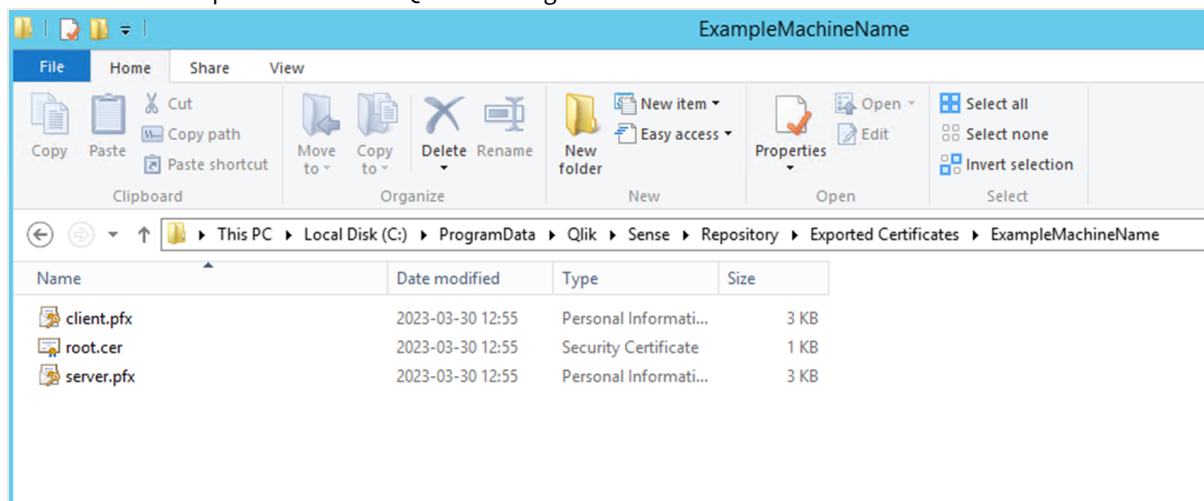 ExampleMachineName
File Home Share View
Cut
Copy path
Paste shortcut
Copy Paste
Clipboard
Move to
Copy to
Delete
Rename
Organize
New folder
New item
Easy access
New
Properties
Open
Edit
Open
Select all
Select none
Invert selection
Select
This PC Local Disk (C:) ProgramData Qlik Sense Repository Exported Certificates ExampleMachineName
Name Date modified Type Size
client.pfx 2023-03-30 12:55 Personal Informati... 3 KB
root.cer 2023-03-30 12:55 Security Certificate 1 KB
server.pfx 2023-03-30 12:55 Personal Informati... 3 KB